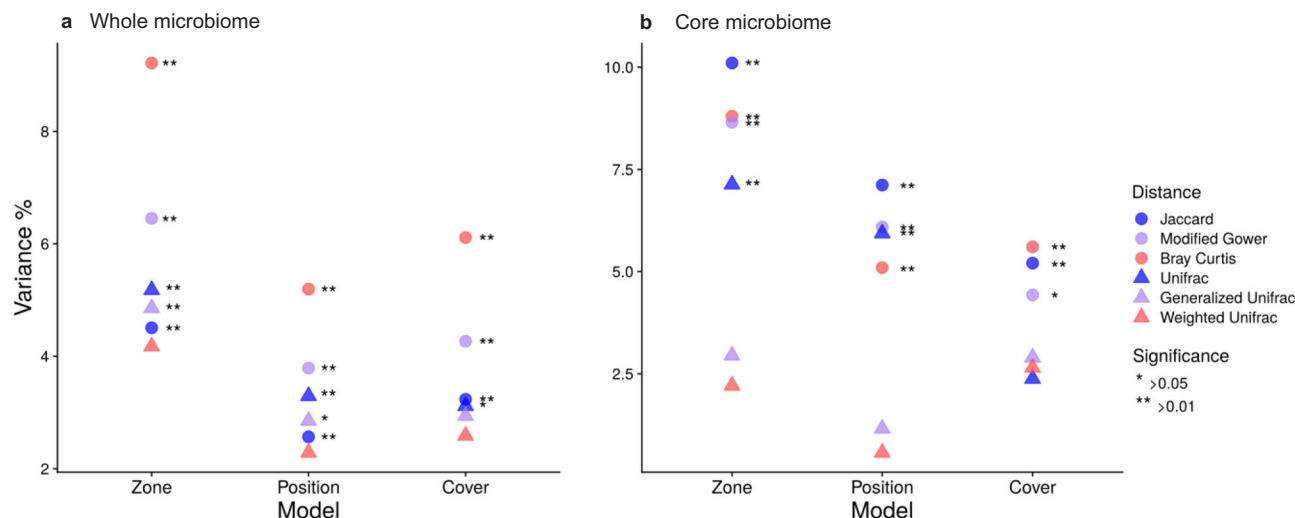 a Whole microbiome
8
6
4
2
Variance %
**
**
**
**
**
**
**
**
*
**
**
**
**
*
Zone Position Cover
Model
b Core microbiome
10.0
7.5
5.0
2.5
**
**
**
**
**
**
**
**
**
**
*
Zone Position Cover
Model
Distance
Jaccard
Modified Gower
Bray Curtis
Unifrac
Generalized Unifrac
Weighted Unifrac
Significance
* >0.05
** >0.01